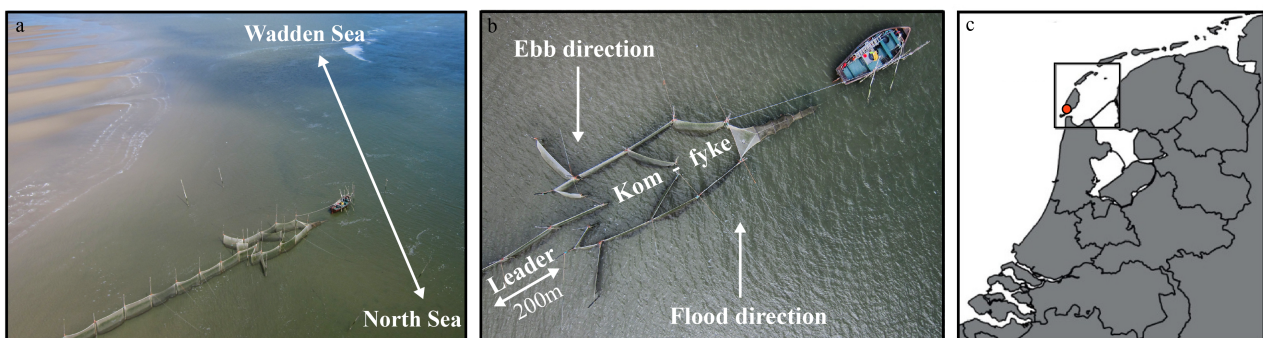 a
Wadden Sea
North Sea
b
Ebb direction
Kom - fyke
Leader
200m
Flood direction
c